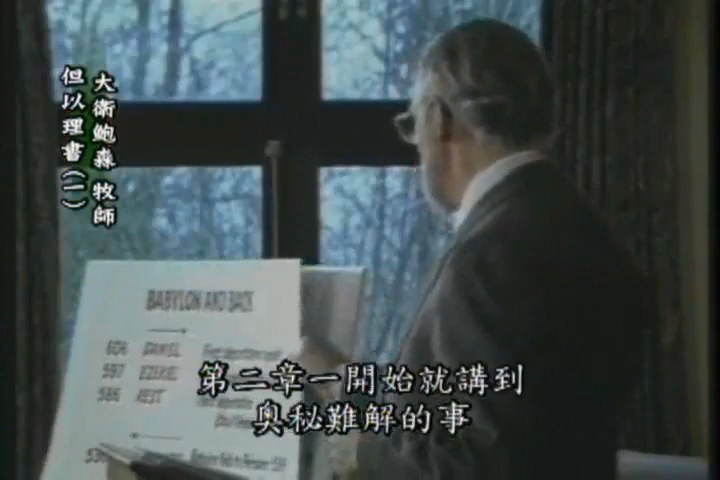 大衛鮑森 牧師
但以理書(一)
BABYLON AND BACK
606 DANIEL
597 EZEKIEL
586 REST
第二章一開始就講到
奧秘難解的事